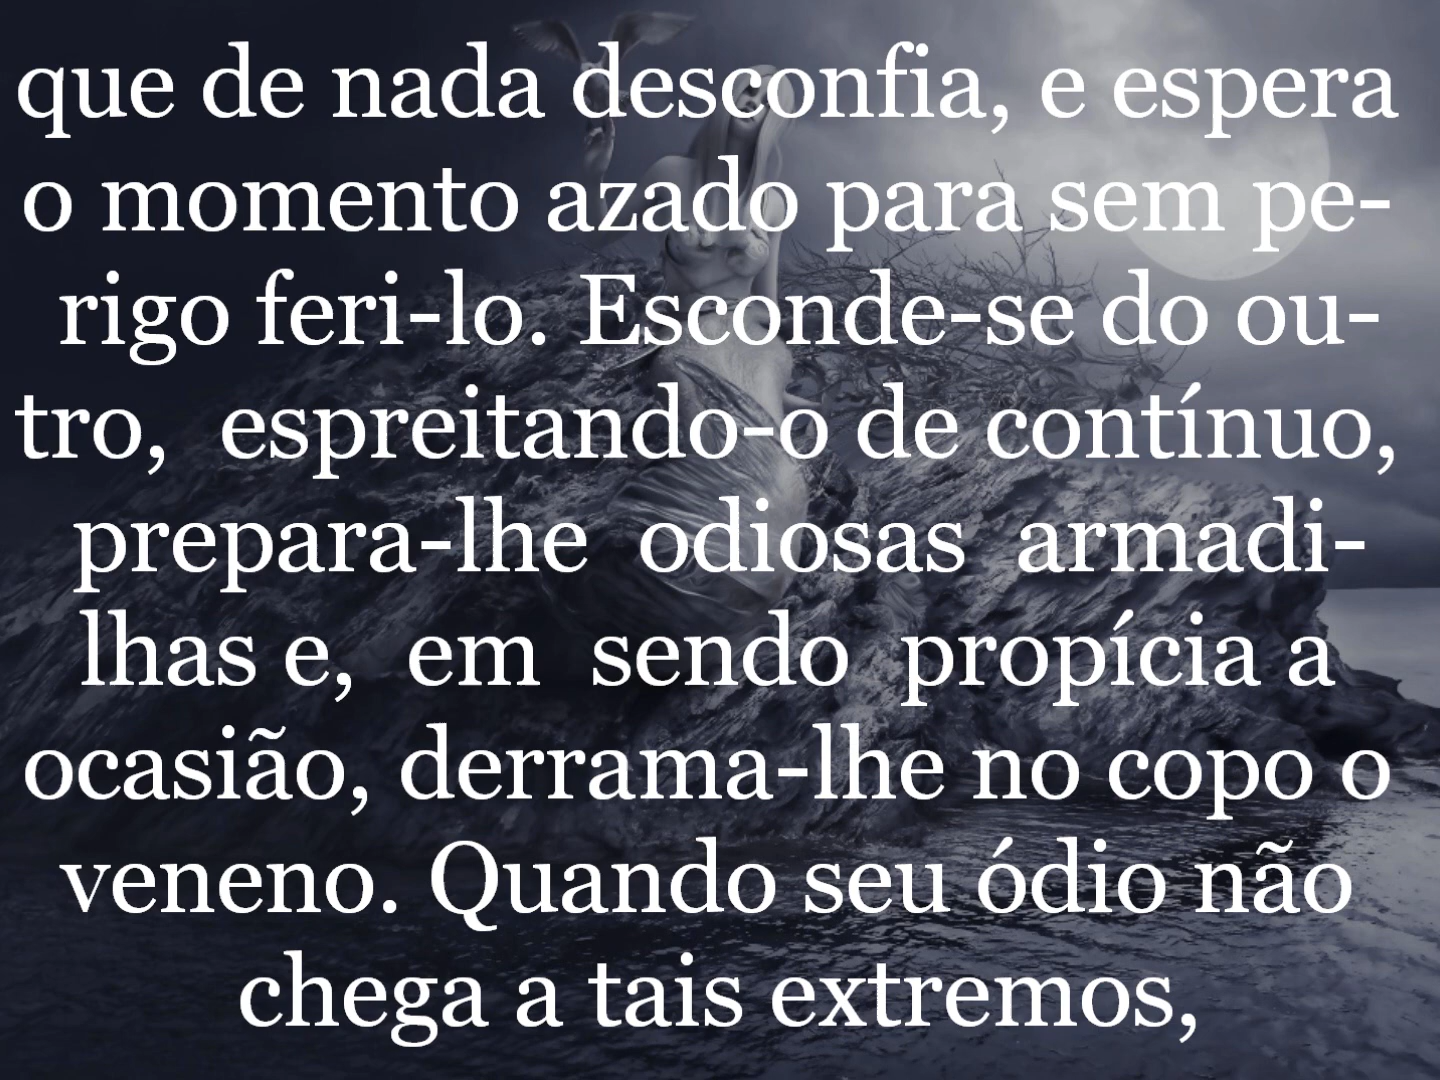 que de nada desconfia, e espera
o momento azado para sem pe-
rigo feri-lo. Esconde-se do ou-
tro, espreitando-o de contínuo,
prepara-lhe odiosas armadi-
lhas e, em sendo propícia a
ocasião, derrama-lhe no copo o
veneno. Quando seu ódio não
chega a tais extremos,